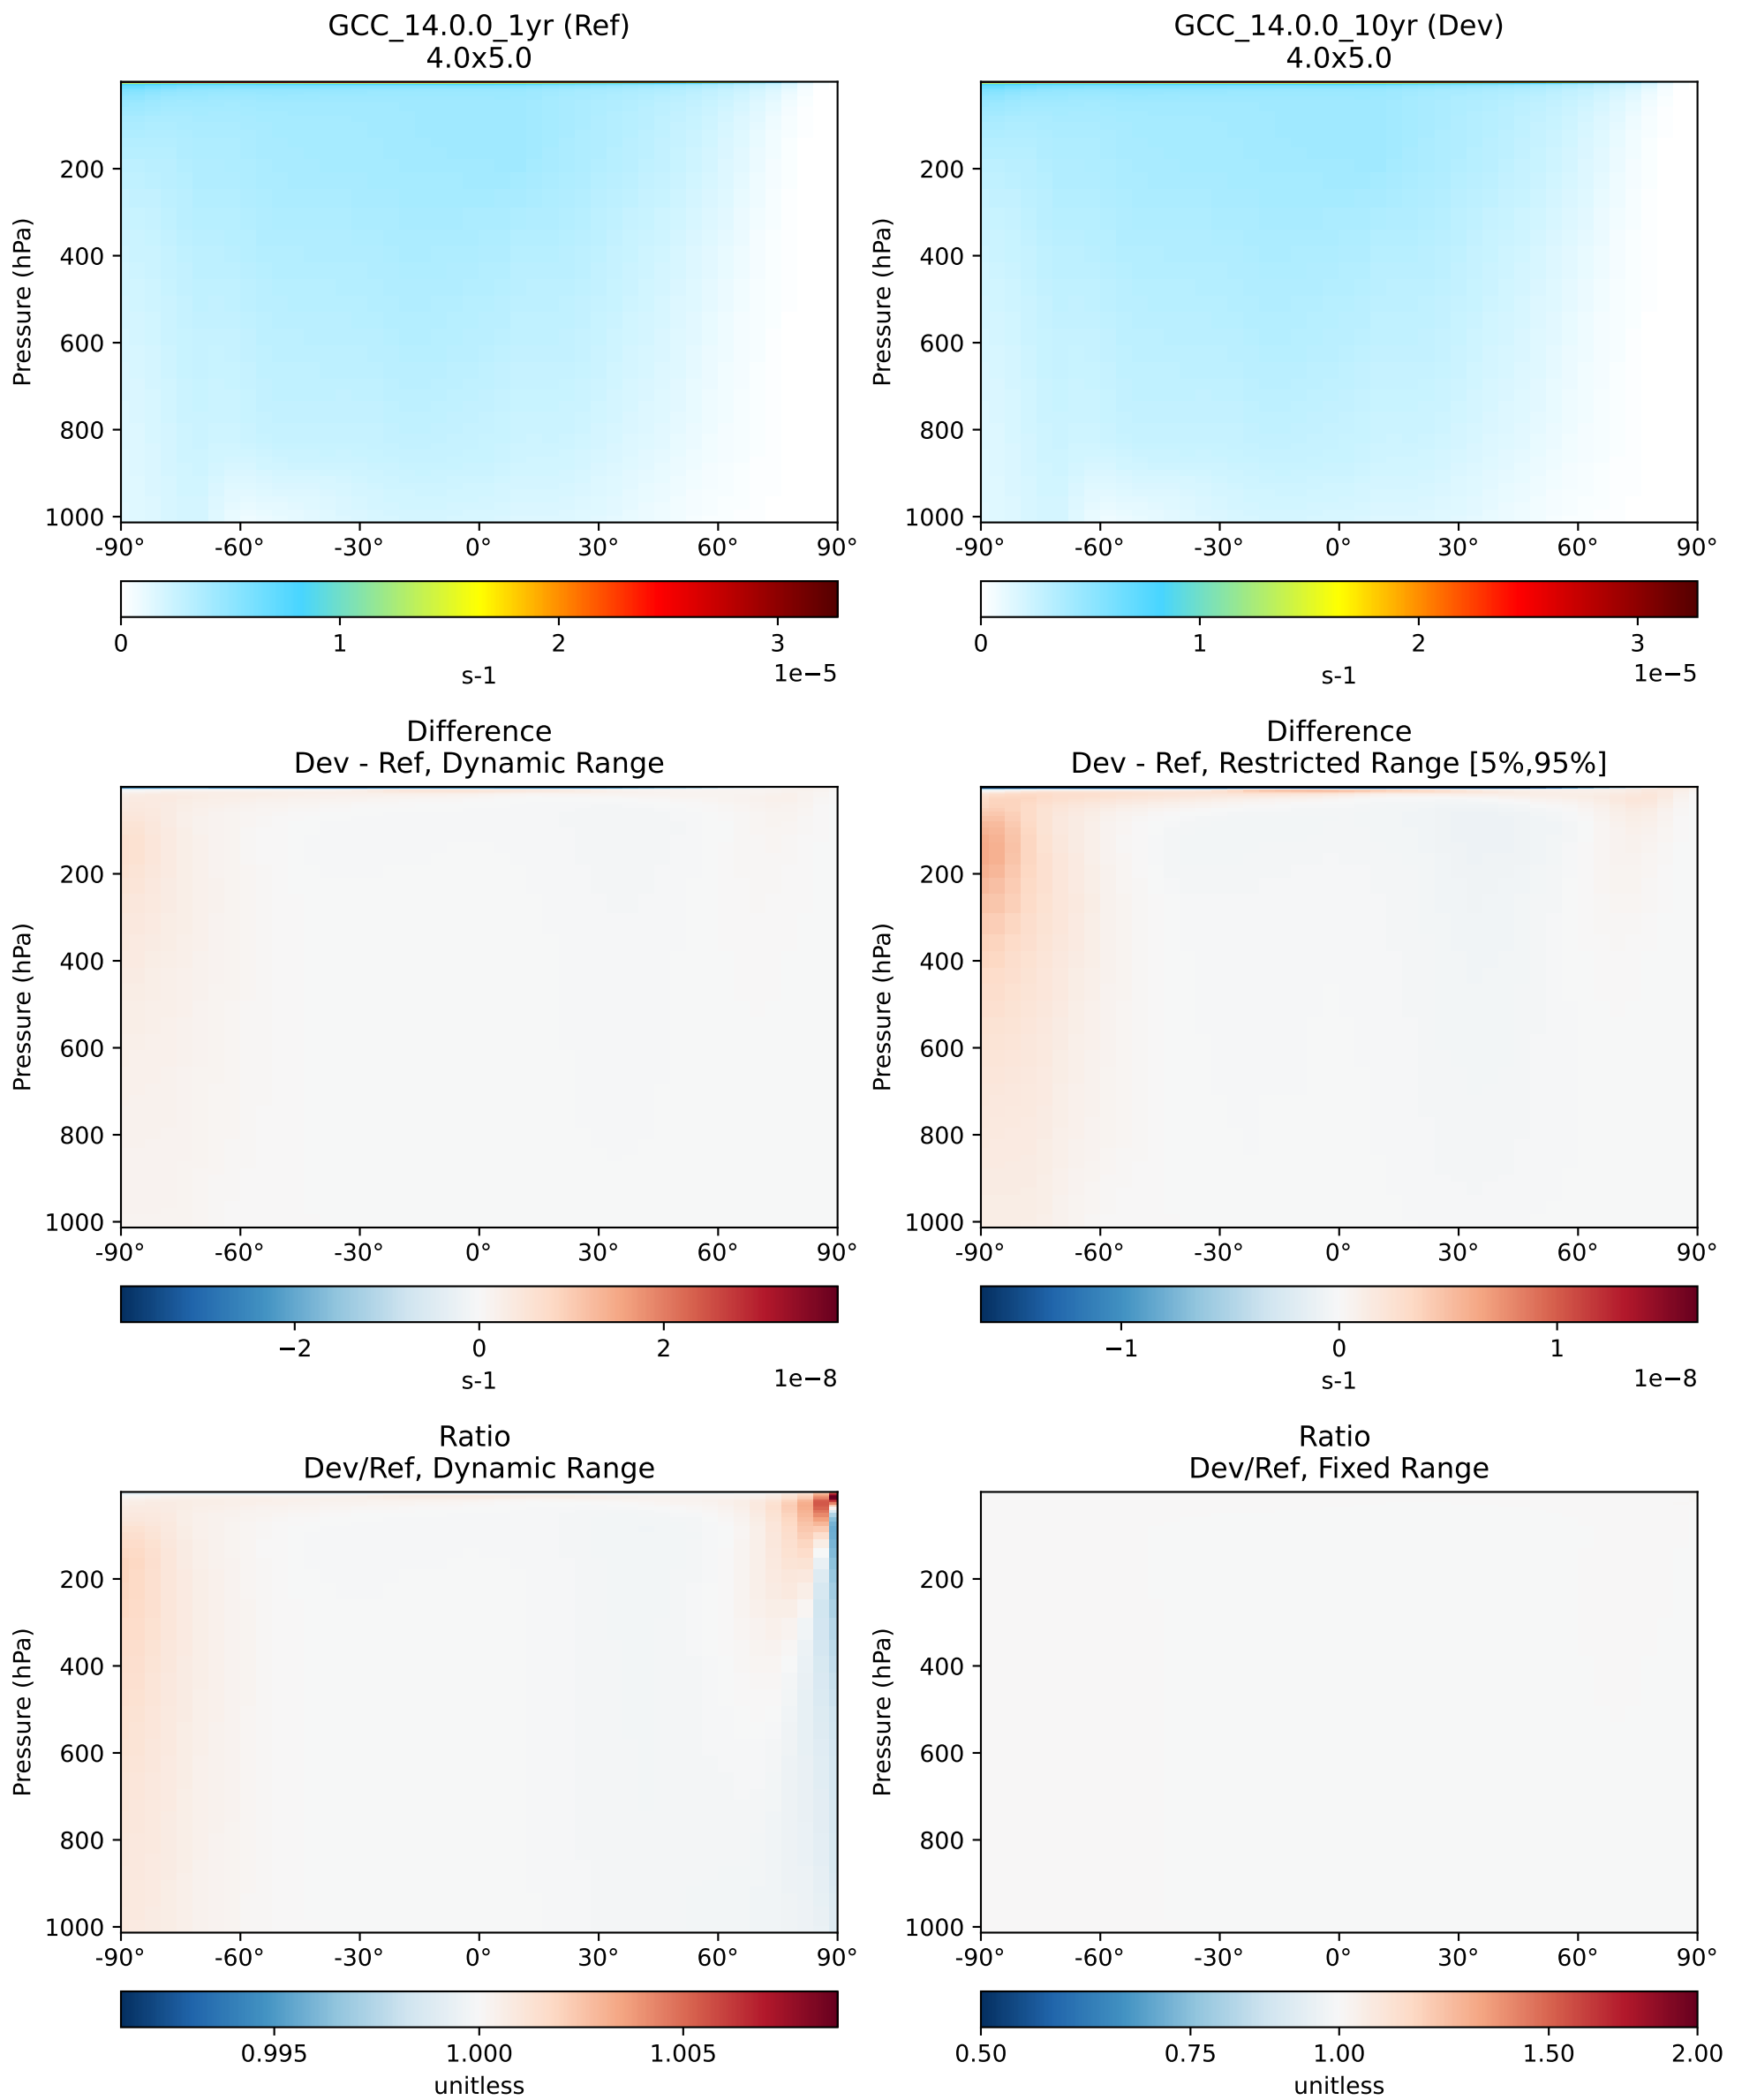 GCC_14.0.0_1yr (Ref)
4.0x5.0
Pressure (hPa)
200
400
600
800
1000
-90° -60° -30° 0° 30° 60° 90°
0 1 2 3
s-1
1e−5
GCC_14.0.0_10yr (Dev)
4.0x5.0
Pressure (hPa)
200
400
600
800
1000
-90° -60° -30° 0° 30° 60° 90°
0 1 2 3
s-1
1e−5
Difference
Dev - Ref, Dynamic Range
Pressure (hPa)
200
400
600
800
1000
-90° -60° -30° 0° 30° 60° 90°
−2 0 2
s-1
1e−8
Difference
Dev - Ref, Restricted Range [5%,95%]
Pressure (hPa)
200
400
600
800
1000
-90° -60° -30° 0° 30° 60° 90°
−1 0 1
s-1
1e−8
Ratio
Dev/Ref, Dynamic Range
Pressure (hPa)
200
400
600
800
1000
-90° -60° -30° 0° 30° 60° 90°
0.995 1.000 1.005
unitless
Ratio
Dev/Ref, Fixed Range
Pressure (hPa)
200
400
600
800
1000
-90° -60° -30° 0° 30° 60° 90°
0.50 0.75 1.00 1.50 2.00
unitless